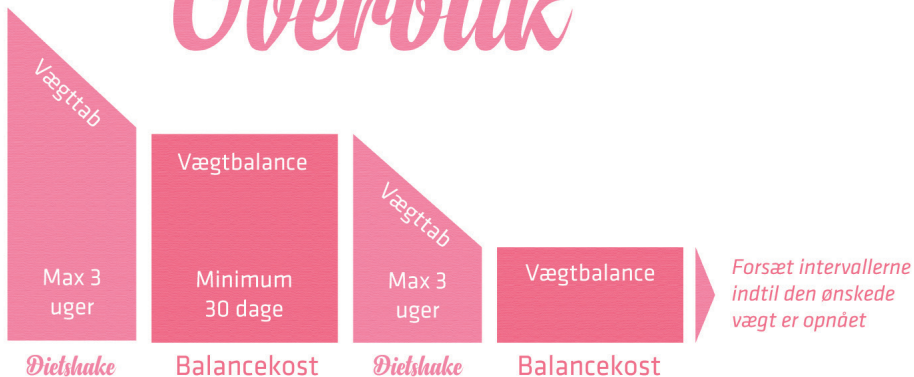 Overblik
Vægttab
Max 3
uger
Dietshake
Vægtbalance
Minimum
30 dage
Balancekost
Vægttab
Max 3
uger
Dietshake
Vægtbalance
Balancekost
Forsæt intervallerne
indtil den ønskede
vægt er opnået